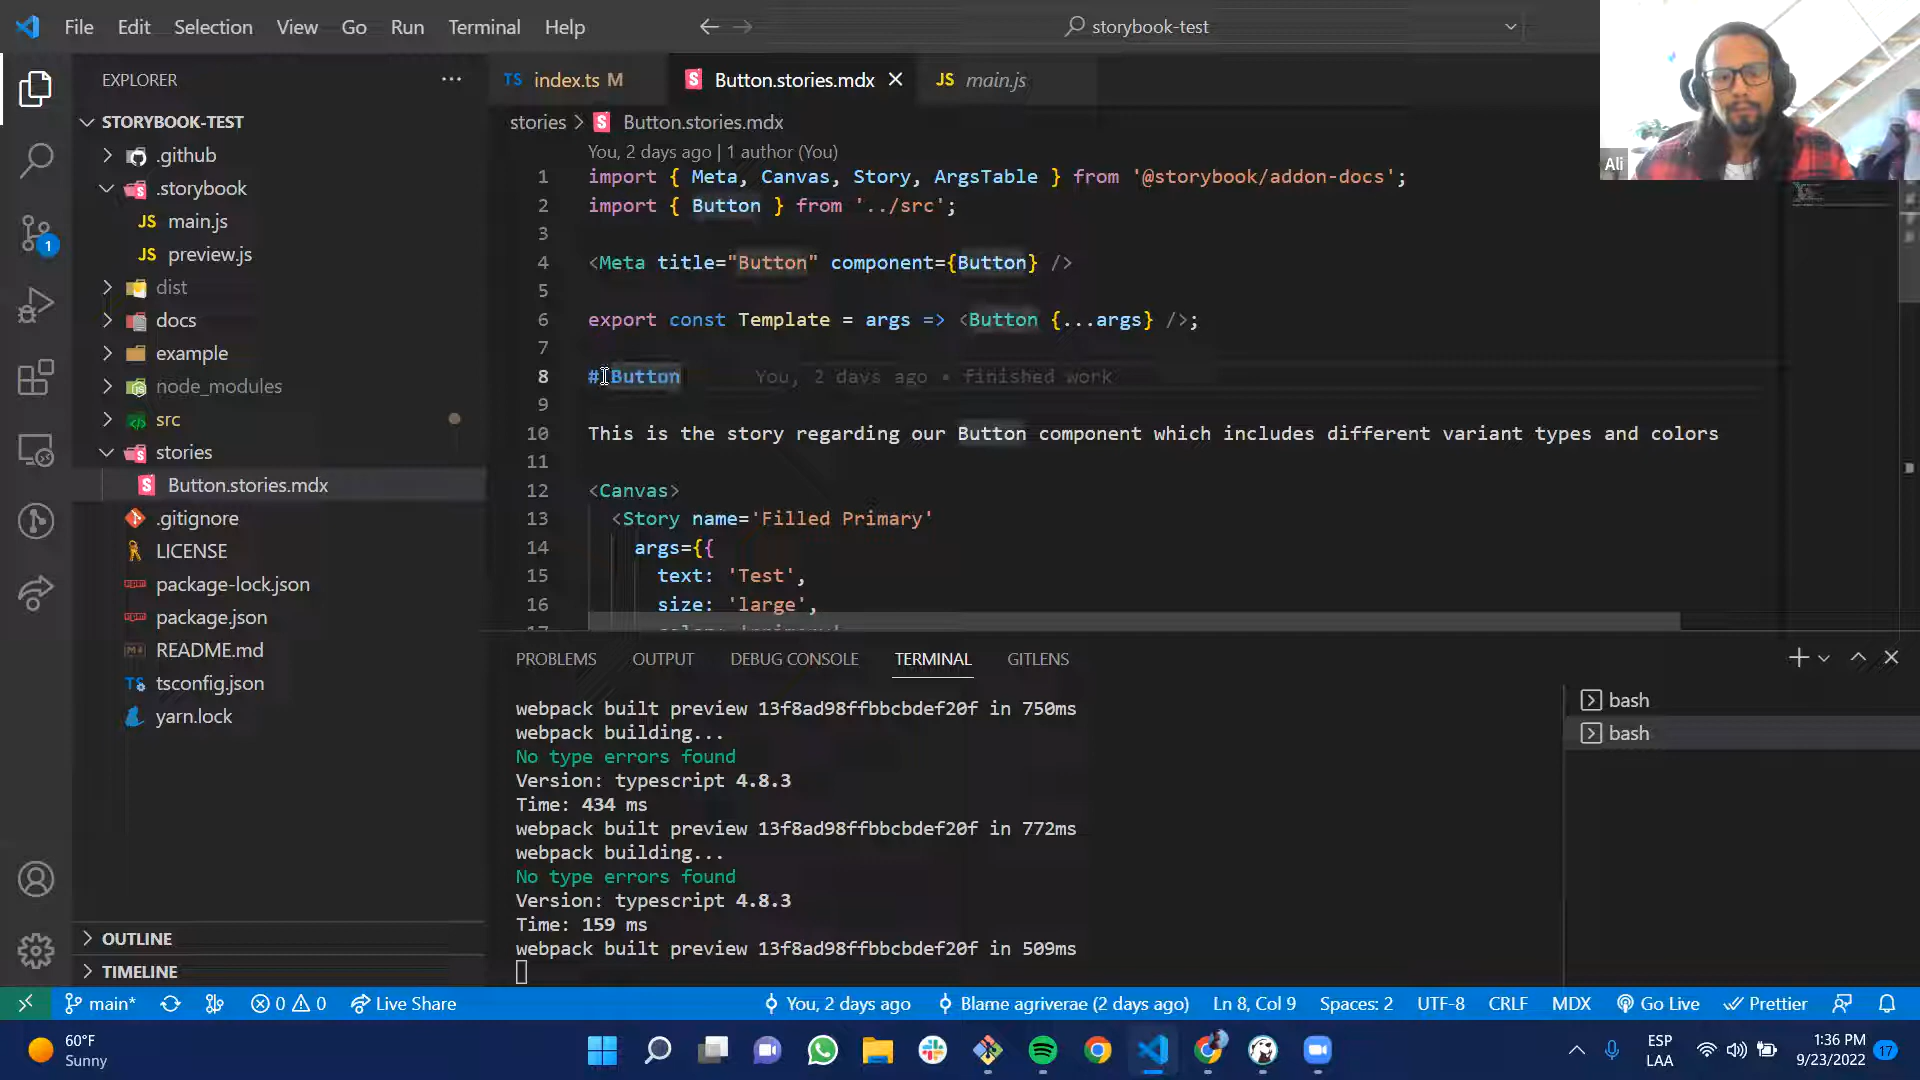 File Edit Selection View Go Run Terminal Help
storybook-test
EXPLORER
STORYBOOK-TEST
.github
.storybook
JS main.js
JS preview.js
dist
docs
example
node_modules
src
stories
Button.stories.mdx
.gitignore
LICENSE
package-lock.json
package.json
README.md
TS tsconfig.json
yarn.lock
OUTLINE
TIMELINE
TS index.ts M
Button.stories.mdx
JS main.js
stories > Button.stories.mdx
You, 2 days ago | 1 author (You)
1 import { Meta, Canvas, Story, ArgsTable } from '@storybook/addon-docs';
2 import { Button } from '../src';
3
4 <Meta title="Button" component={Button} />
5
6 export const Template = args => <Button {...args} />;
7
8 # Button You, 2 days ago • finished work
9
10 This is the story regarding our Button component which includes different variant types and colors
11
12 <Canvas>
13 <Story name='Filled Primary'
14 args={{
15 text: 'Test',
16 size: 'large',
Ali
PROBLEMS OUTPUT DEBUG CONSOLE TERMINAL GITLENS
webpack built preview 13f8ad98ffbbcbdef20f in 750ms
webpack building...
No type errors found
Version: typescript 4.8.3
Time: 434 ms
webpack built preview 13f8ad98ffbbcbdef20f in 772ms
webpack building...
No type errors found
Version: typescript 4.8.3
Time: 159 ms
webpack built preview 13f8ad98ffbbcbdef20f in 509ms
bash
bash
1
main* 0 0 Live Share You, 2 days ago Blame agriverae (2 days ago) Ln 8, Col 9 Spaces: 2 UTF-8 CRLF MDX Go Live Prettier
60°F
Sunny
ESP
LAA
1:36 PM
9/23/2022
17